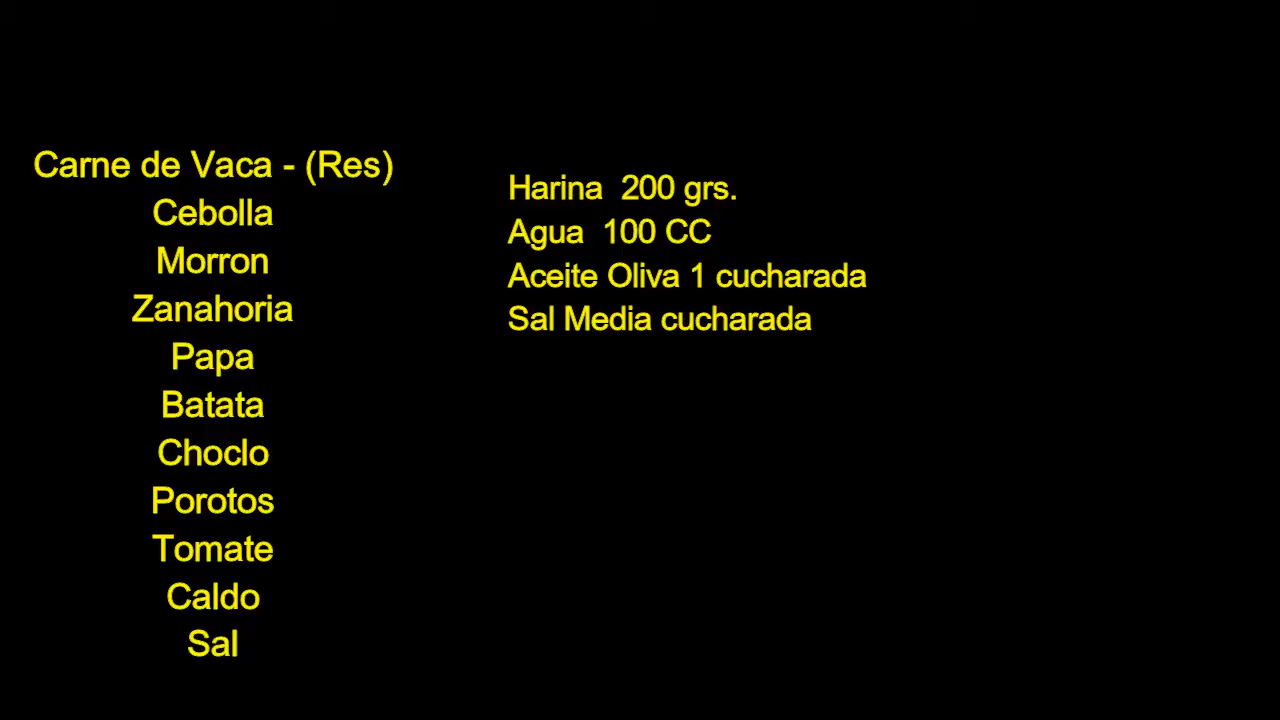 Carne de Vaca - (Res)
Cebolla
Morron
Zanahoria
Papa
Batata
Choclo
Porotos
Tomate
Caldo
Sal
Harina  200 grs.
Agua  100 CC
Aceite Oliva 1 cucharada
Sal Media cucharada